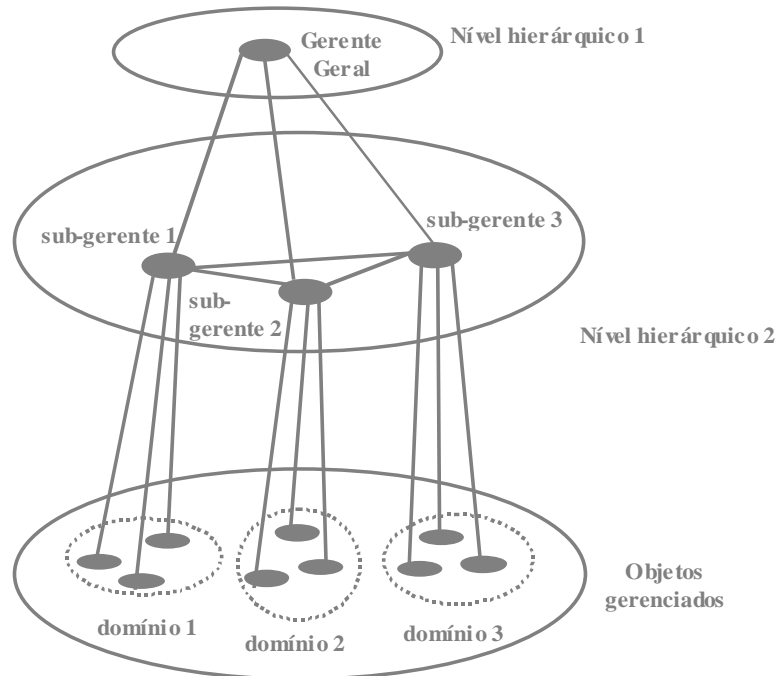 Gerente
Geral
Nível hierárquico 1
sub-gerente 1
sub-gerente 3
sub-
gerente 2
Nível hierárquico 2
Objetos
gerenciados
domínio 1
domínio 2
domínio 3